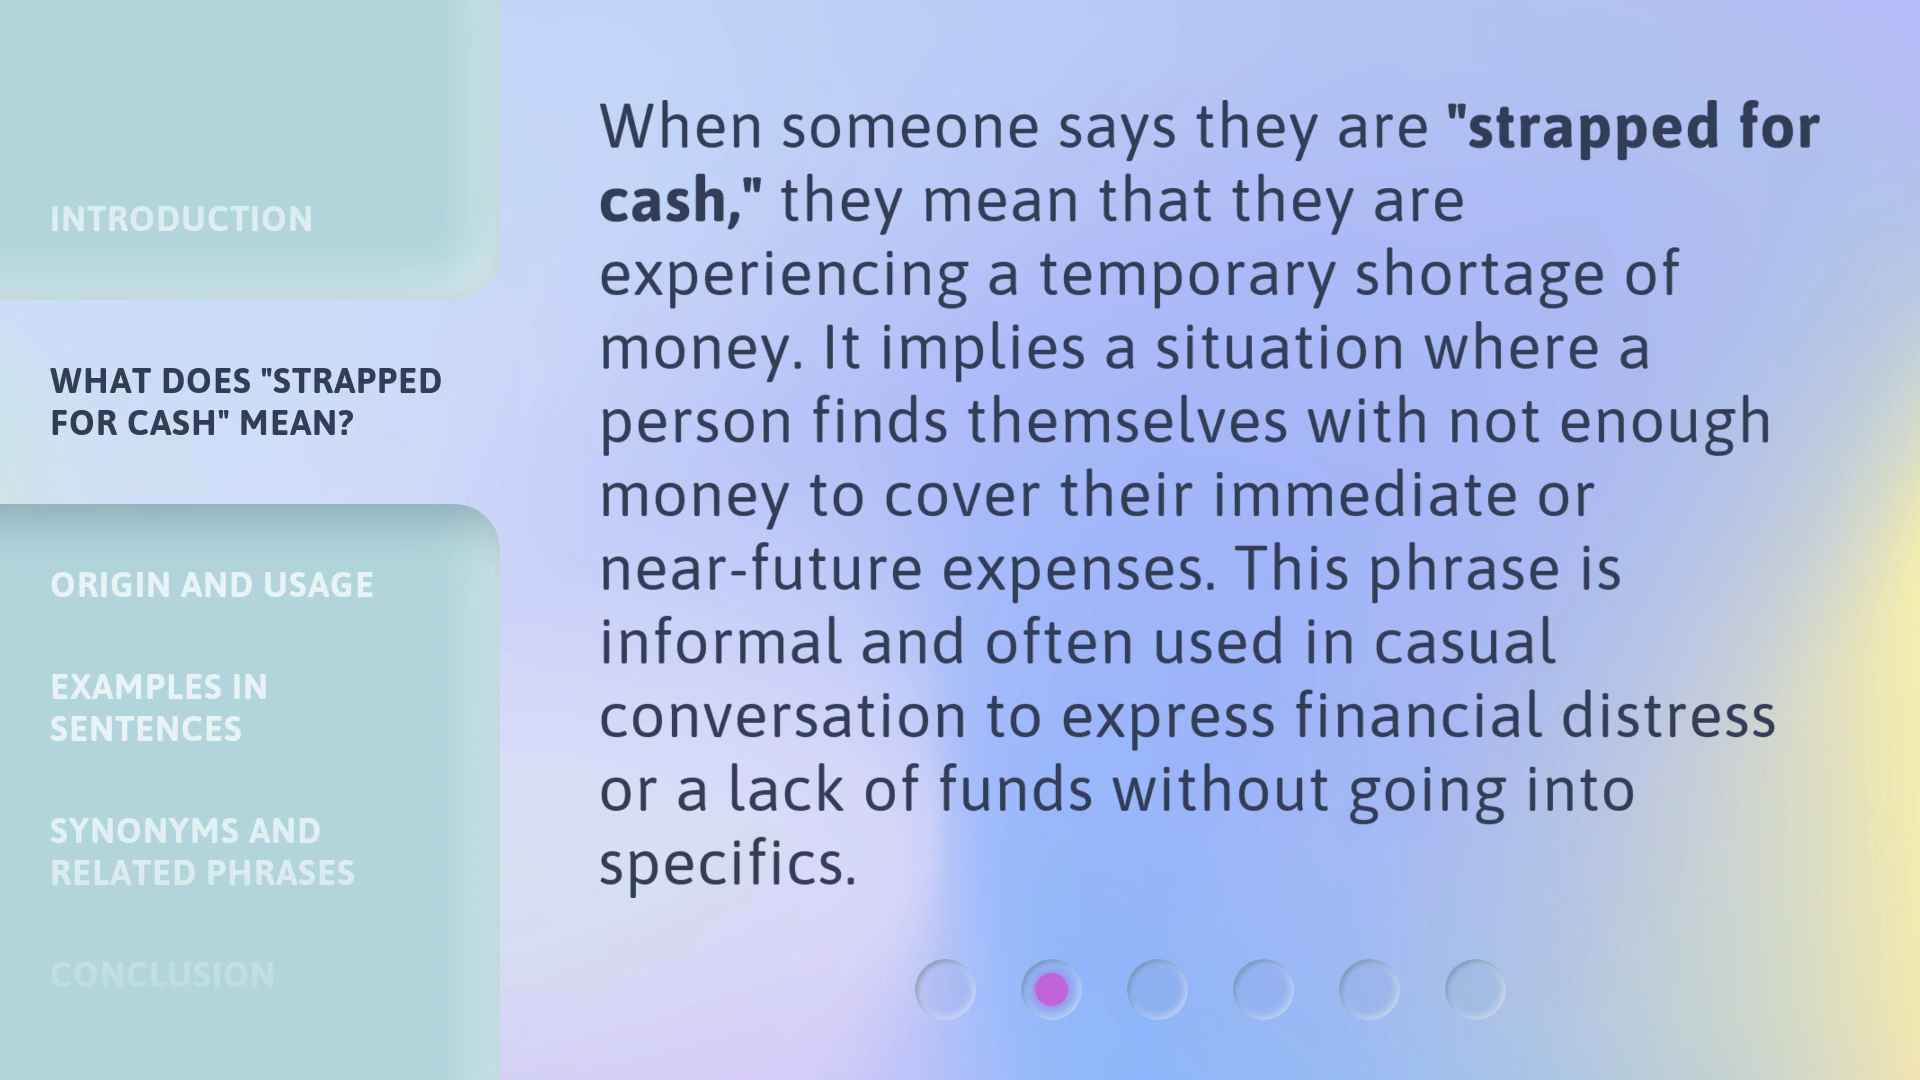 INTRODUCTION
WHAT DOES "STRAPPED
FOR CASH" MEAN?
ORIGIN AND USAGE
EXAMPLES IN
SENTENCES
SYNONYMS AND
RELATED PHRASES
CONCLUSION
When someone says they are "strapped for
cash," they mean that they are
experiencing a temporary shortage of
money. It implies a situation where a
person finds themselves with not enough
money to cover their immediate or
near-future expenses. This phrase is
informal and often used in casual
conversation to express financial distress
or a lack of funds without going into
specifics.